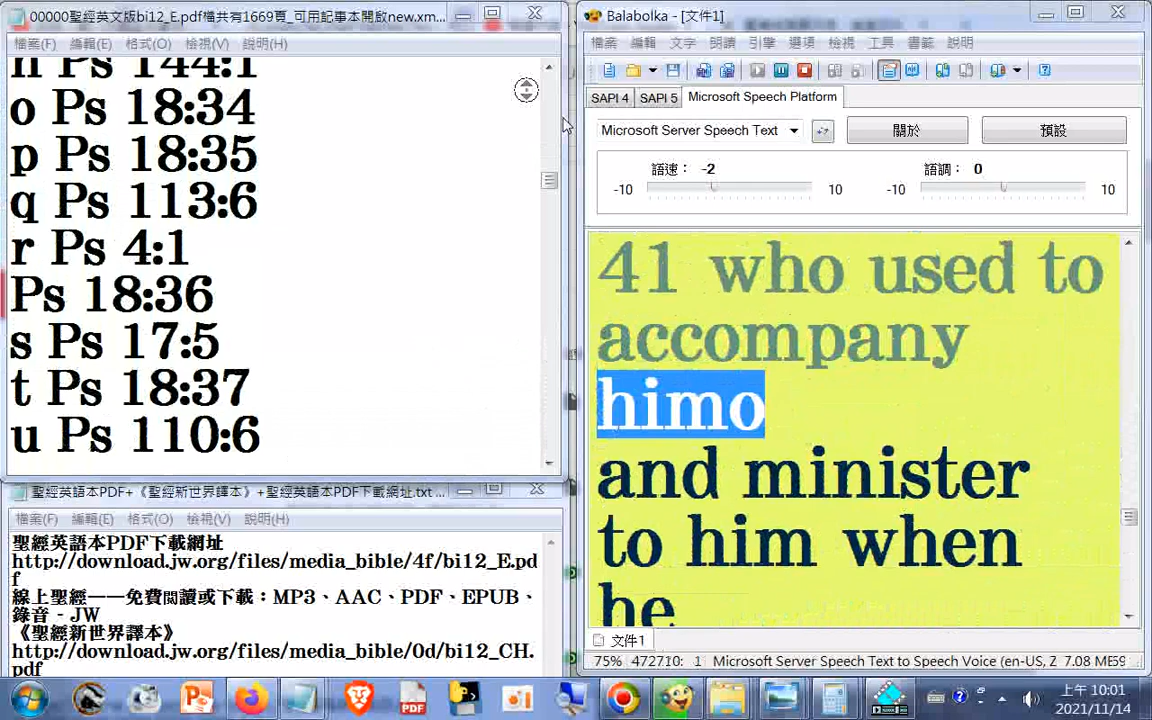 00000聖經英文版bi12_E.pdf檔共有1669頁_可用記事本開啟new.xm...
檔案(F) 編輯(E) 格式(O) 檢視(V) 說明(H)
n Ps 144:1
o Ps 18:34
p Ps 18:35
q Ps 113:6
r Ps 4:1
Ps 18:36
s Ps 17:5
t Ps 18:37
u Ps 110:6
聖經英語本PDF+《聖經新世界譯本》+聖經英語本PDF下載網址.txt ...
檔案(F) 編輯(E) 格式(O) 檢視(V) 說明(H)
聖經英語本PDF下載網址
http://download.jw.org/files/media_bible/4f/bi12_E.pd
f
線上聖經——免費閱讀或下載：MP3、AAC、PDF、EPUB、
錄音 - JW
《聖經新世界譯本》
http://download.jw.org/files/media_bible/0d/bi12_CH.
pdf
Balabolka - [文件1]
檔案 編輯 文字 朗讀 引擎 選項 檢視 工具 書籤 說明
SAPI 4 SAPI 5 Microsoft Speech Platform
Microsoft Server Speech Text 關於 預設
語速： -2 語調： 0
-10 10 -10 10
41 who used to
accompany
himo
and minister
to him when
he
文件1
75% 472710: 1 Microsoft Server Speech Text to Speech Voice (en-US, Z 7.08 ME59
上午 10:01
2021/11/14